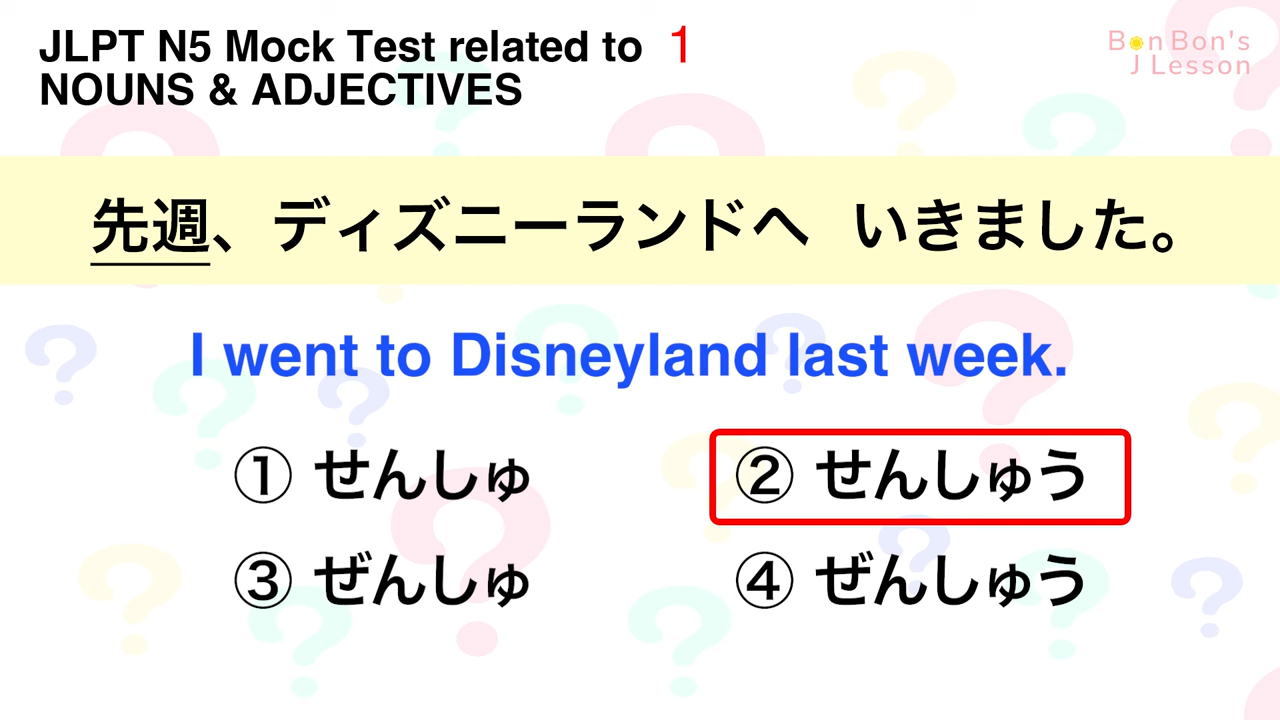 JLPT N5 Mock Test related to 1
NOUNS & ADJECTIVES
BonBon's
J Lesson
先週、ディズニーランドへ いきました。
I went to Disneyland last week.
① せんしゅ ② せんしゅう
③ ぜんしゅ ④ ぜんしゅう